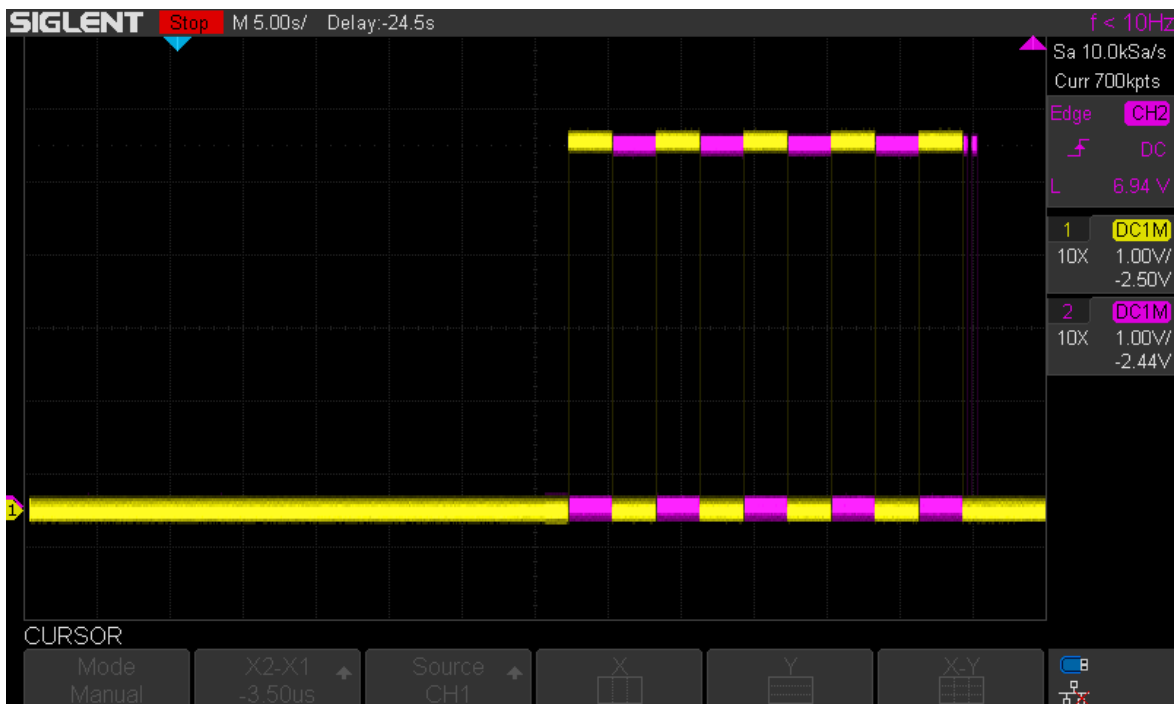 SIGLENT Stop M 5.00s/ Delay:-24.5s f < 10Hz
Sa 10.0kSa/s
Curr 700kpts
Edge CH2
DC
L 6.94 V
1 DC1M
10X 1.00V/
-2.50V
2 DC1M
10X 1.00V/
-2.44V
1
CURSOR
Mode X2-X1 Source X Y X-Y
Manual -3.50us CH1